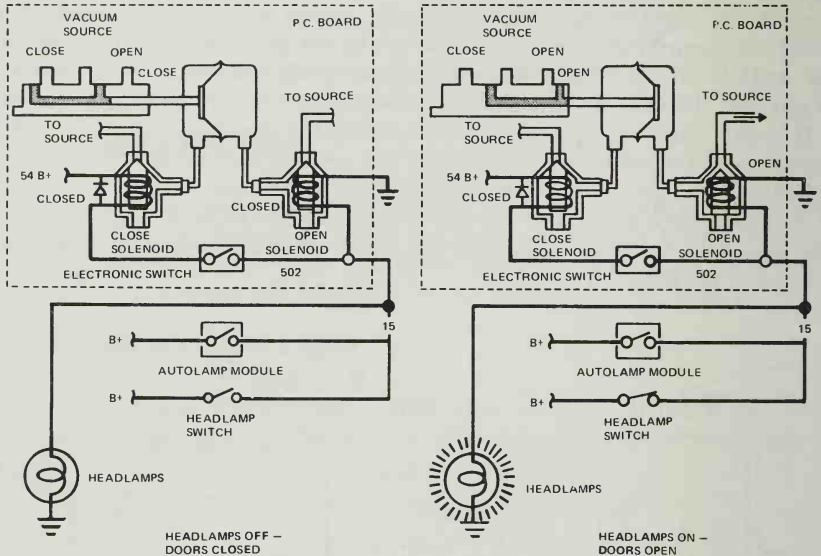 VACUUM
SOURCE
P.C. BOARD
CLOSE
OPEN
CLOSE
TO
SOURCE
TO SOURCE
54 B+
CLOSED
CLOSED
CLOSE
SOLENOID
OPEN
SOLENOID
ELECTRONIC SWITCH
502
15
B+
AUTOLAMP MODULE
B+
HEADLAMP
SWITCH
HEADLAMPS
HEADLAMPS OFF –
DOORS CLOSED
VACUUM
SOURCE
P.C. BOARD
CLOSE
OPEN
OPEN
TO
SOURCE
TO SOURCE
54 B+
CLOSED
OPEN
CLOSE
SOLENOID
OPEN
SOLENOID
ELECTRONIC SWITCH
502
15
B+
AUTOLAMP MODULE
B+
HEADLAMP
SWITCH
HEADLAMPS
HEADLAMPS ON –
DOORS OPEN